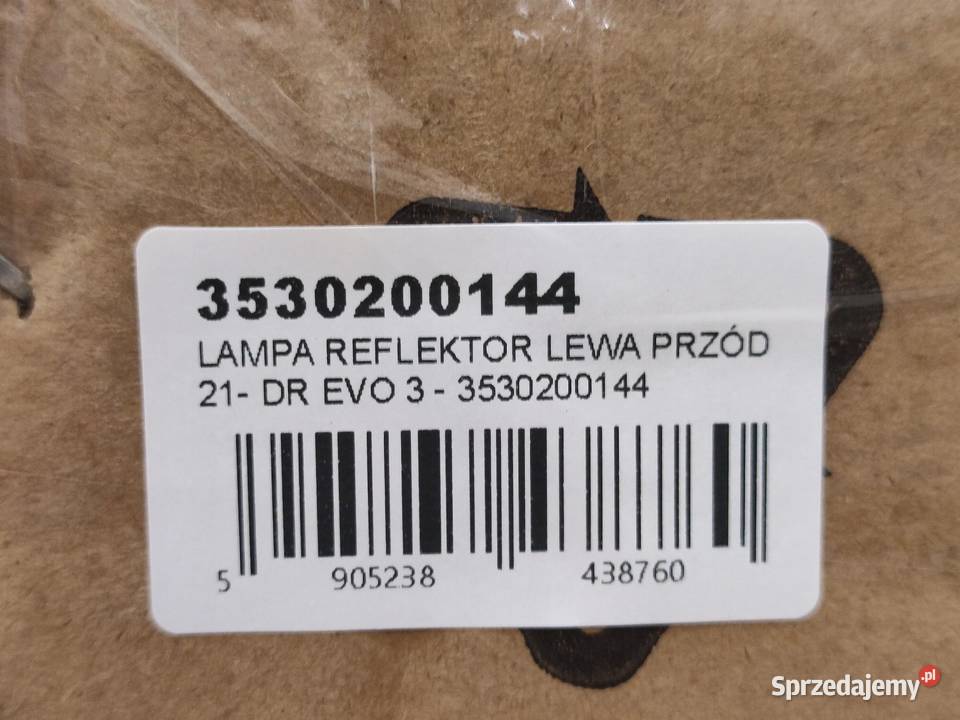 3530200144
LAMPA REFLEKTOR LEWA PRZÓD
21- DR EVO 3 - 3530200144
5 905238 438760
Sprzedajemy.pl